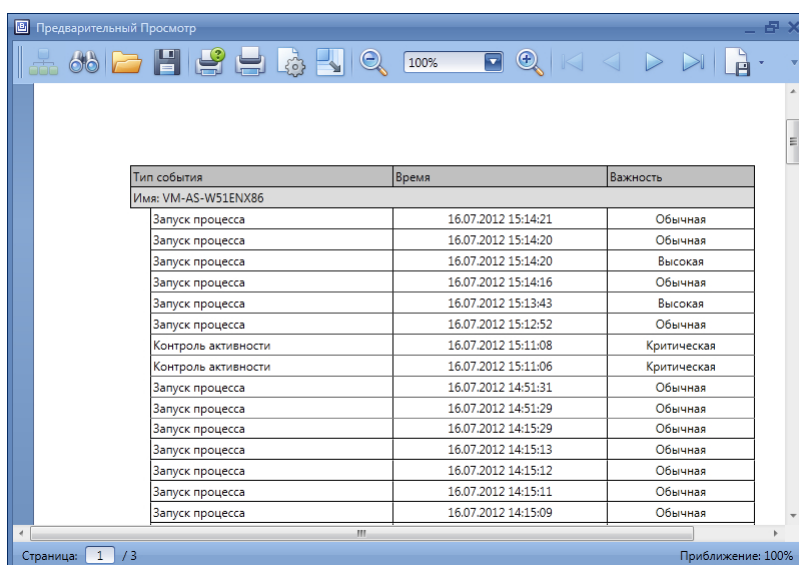 Предварительный Просмотр
100%
Тип события Время Важность
Имя: VM-AS-W51ENX86
Запуск процесса 16.07.2012 15:14:21 Обычная
Запуск процесса 16.07.2012 15:14:20 Обычная
Запуск процесса 16.07.2012 15:14:20 Высокая
Запуск процесса 16.07.2012 15:14:16 Обычная
Запуск процесса 16.07.2012 15:13:43 Высокая
Запуск процесса 16.07.2012 15:12:52 Обычная
Контроль активности 16.07.2012 15:11:08 Критическая
Контроль активности 16.07.2012 15:11:06 Критическая
Запуск процесса 16.07.2012 14:51:31 Обычная
Запуск процесса 16.07.2012 14:51:29 Обычная
Запуск процесса 16.07.2012 14:15:29 Обычная
Запуск процесса 16.07.2012 14:15:13 Обычная
Запуск процесса 16.07.2012 14:15:12 Обычная
Запуск процесса 16.07.2012 14:15:11 Обычная
Запуск процесса 16.07.2012 14:15:09 Обычная
Страница: 1 / 3 Приближение: 100%